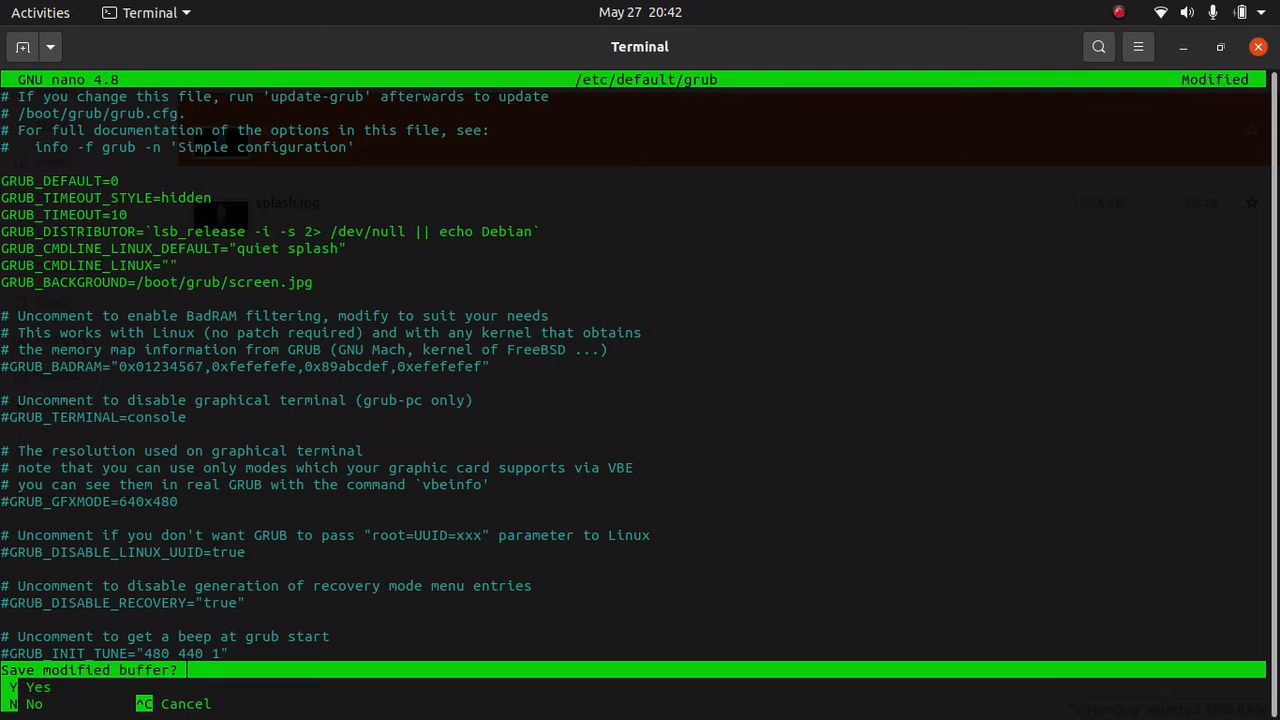 Activities
Terminal
May 27 20:42
Terminal
GNU nano 4.8 /etc/default/grub Modified
# If you change this file, run 'update-grub' afterwards to update
# /boot/grub/grub.cfg.
# For full documentation of the options in this file, see:
#   info -f grub -n 'Simple configuration'
GRUB_DEFAULT=0
GRUB_TIMEOUT_STYLE=hidden
splash.jpg
GRUB_TIMEOUT=10
GRUB_DISTRIBUTOR=`lsb_release -i -s 2> /dev/null || echo Debian`
GRUB_CMDLINE_LINUX_DEFAULT="quiet splash"
GRUB_CMDLINE_LINUX=""
GRUB_BACKGROUND=/boot/grub/screen.jpg
# Uncomment to enable BadRAM filtering, modify to suit your needs
# This works with Linux (no patch required) and with any kernel that obtains
# the memory map information from GRUB (GNU Mach, kernel of FreeBSD ...)
#GRUB_BADRAM="0x01234567,0xfefefefe,0x89abcdef,0xefefefef"
# Uncomment to disable graphical terminal (grub-pc only)
#GRUB_TERMINAL=console
# The resolution used on graphical terminal
# note that you can use only modes which your graphic card supports via VBE
# you can see them in real GRUB with the command `vbeinfo'
#GRUB_GFXMODE=640x480
# Uncomment if you don't want GRUB to pass "root=UUID=xxx" parameter to Linux
#GRUB_DISABLE_LINUX_UUID=true
# Uncomment to disable generation of recovery mode menu entries
#GRUB_DISABLE_RECOVERY="true"
# Uncomment to get a beep at grub start
#GRUB_INIT_TUNE="480 440 1"
Save modified buffer?
Y Yes
N No ^C Cancel